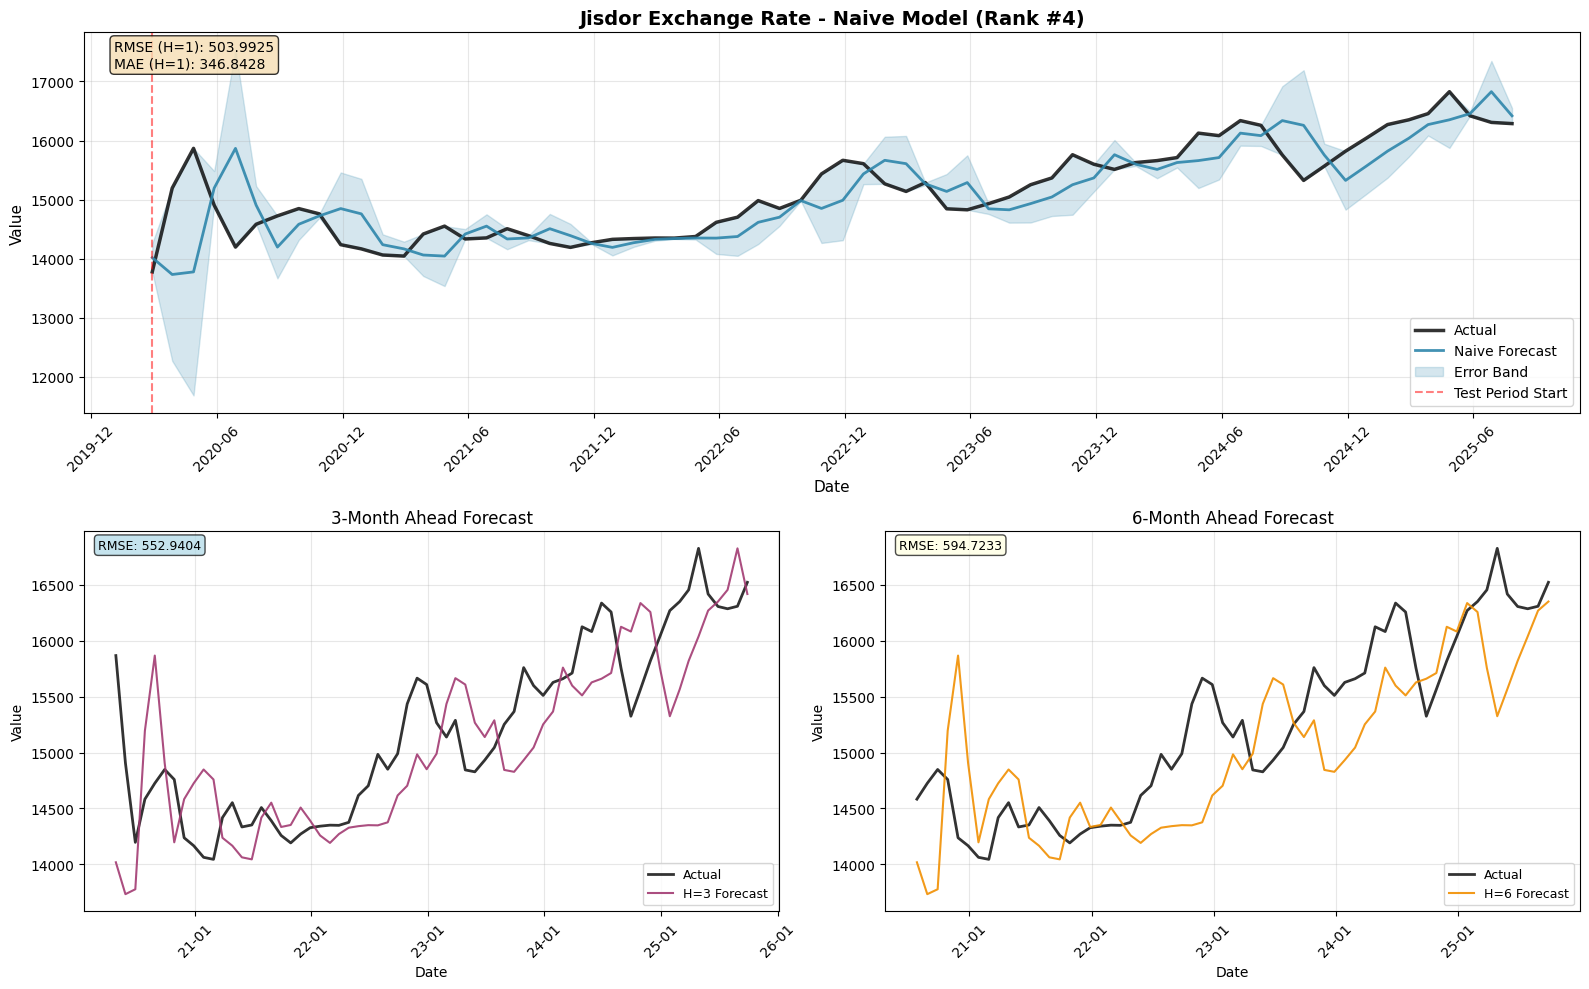 Jisdor Exchange Rate - Naive Model (Rank #4)
RMSE (H=1): 503.9925
MAE (H=1): 346.8428
Value
17000
16000
15000
14000
13000
12000
Actual
Naive Forecast
Error Band
Test Period Start
2019-12
2020-06
2020-12
2021-06
2021-12
2022-06
2022-12
2023-06
2023-12
2024-06
2024-12
2025-06
Date
3-Month Ahead Forecast
RMSE: 552.9404
Value
16500
16000
15500
15000
14500
14000
Actual
H=3 Forecast
21-01
22-01
23-01
24-01
25-01
26-01
Date
6-Month Ahead Forecast
RMSE: 594.7233
Value
16500
16000
15500
15000
14500
14000
Actual
H=6 Forecast
21-01
22-01
23-01
24-01
25-01
Date